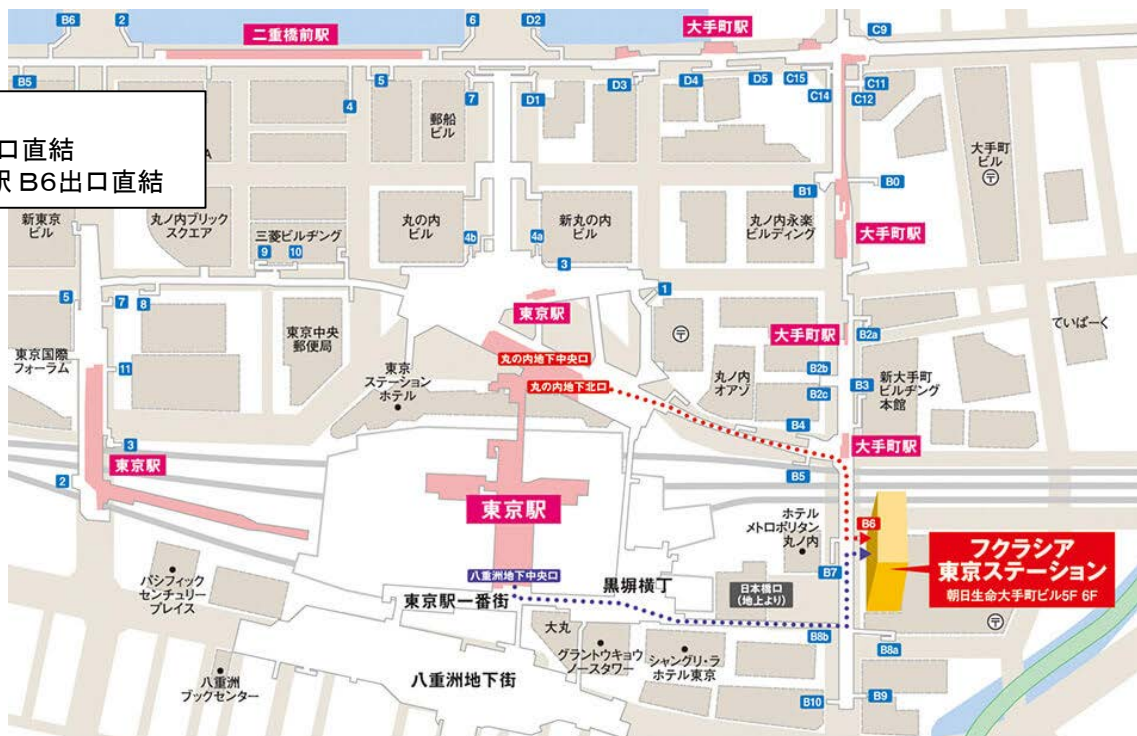 B6
2
6
D2
C9
二重橋前駅
大手町駅
B5
4
5
7
D1
D3
D4
D5
C15
C14
C11
C12
郵船
ビル
大手町
ビル
〒
口直結
駅 B6出口直結
A
B1
B0
新東京
ビル
丸ノ内ブリック
スクエア
三菱ビルヂング
9
10
丸の内
ビル
4b
4a
新丸の内
ビル
3
丸ノ内永楽
ビルディング
大手町駅
5
7
8
1
東京駅
〒
東京中央
郵便局
大手町駅
B2a
ていぱーく
東京国際
フォーラム
11
東京
ステーション
ホテル
丸の内地下中央口
丸の内地下北口
丸ノ内
オアゾ
B2b
B2c
B3
新大手町
ビルヂング
本館
B4
3
東京駅
2
大手町駅
B5
東京駅
ホテル
メトロポリタン
丸ノ内
B6
フクラシア
東京ステーション
朝日生命大手町ビル5F 6F
〒
パシフィック
センチュリー
プレイス
八重洲地下中央口
東京駅一番街
黒塀横丁
日本橋口
(地上より)
B7
大丸
グラントウキョウ
ノースタワー
シャングリ・ラ
ホテル東京
B8b
B8a
八重洲
ブックセンター
八重洲地下街
B10
B9